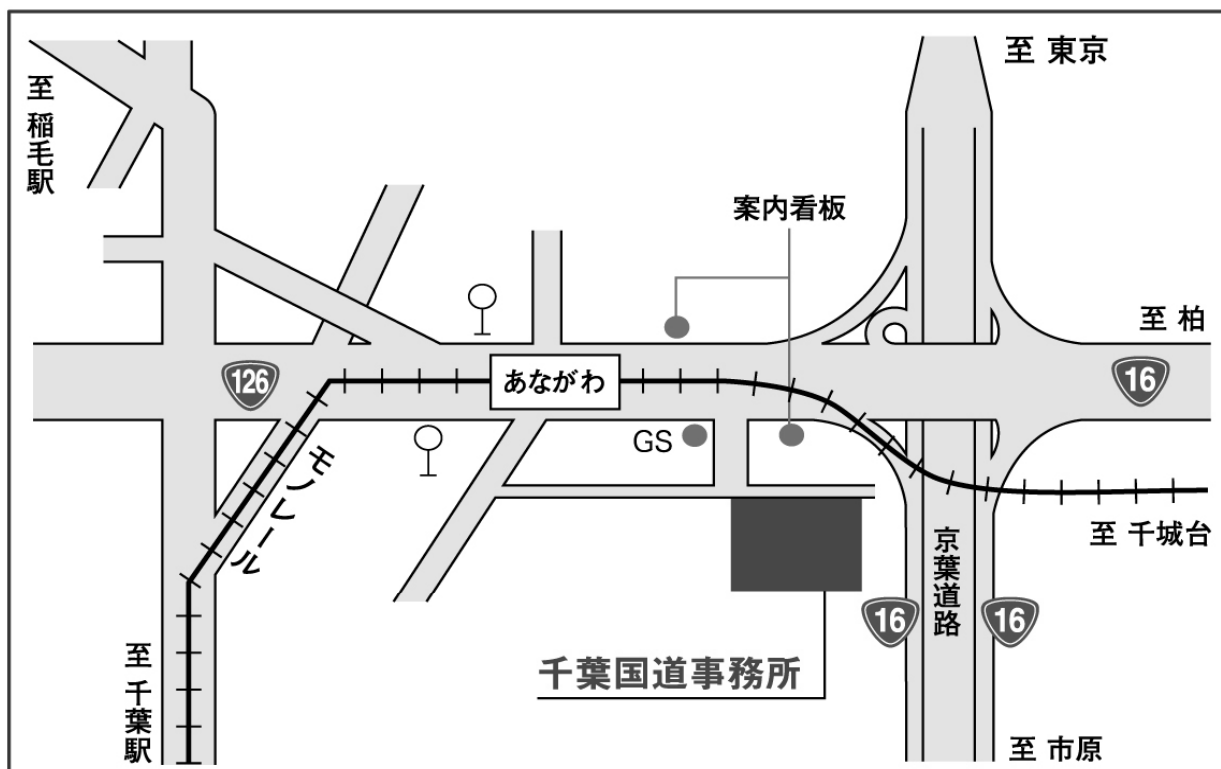 至 東京
至 稲毛駅
案内看板
至 柏
126
あながわ
16
GS
モノレール
至 千城台
京葉道路
16
16
千葉国道事務所
至 千葉駅
至 市原